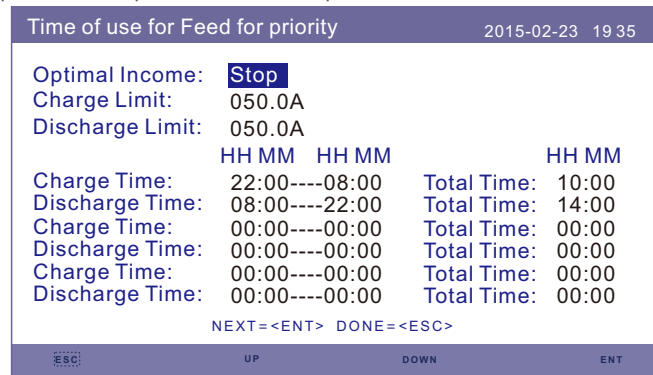 Time of use for Feed for priority 2015-02-23 19 35
Optimal Income: Stop
Charge Limit: 050.0A
Discharge Limit: 050.0A
HH MM HH MM HH MM
Charge Time: 22:00----08:00 Total Time: 10:00
Discharge Time: 08:00----22:00 Total Time: 14:00
Charge Time: 00:00----00:00 Total Time: 00:00
Discharge Time: 00:00----00:00 Total Time: 00:00
Charge Time: 00:00----00:00 Total Time: 00:00
Discharge Time: 00:00----00:00 Total Time: 00:00
NEXT=<ENT> DONE=<ESC>
ESC UP DOWN ENT